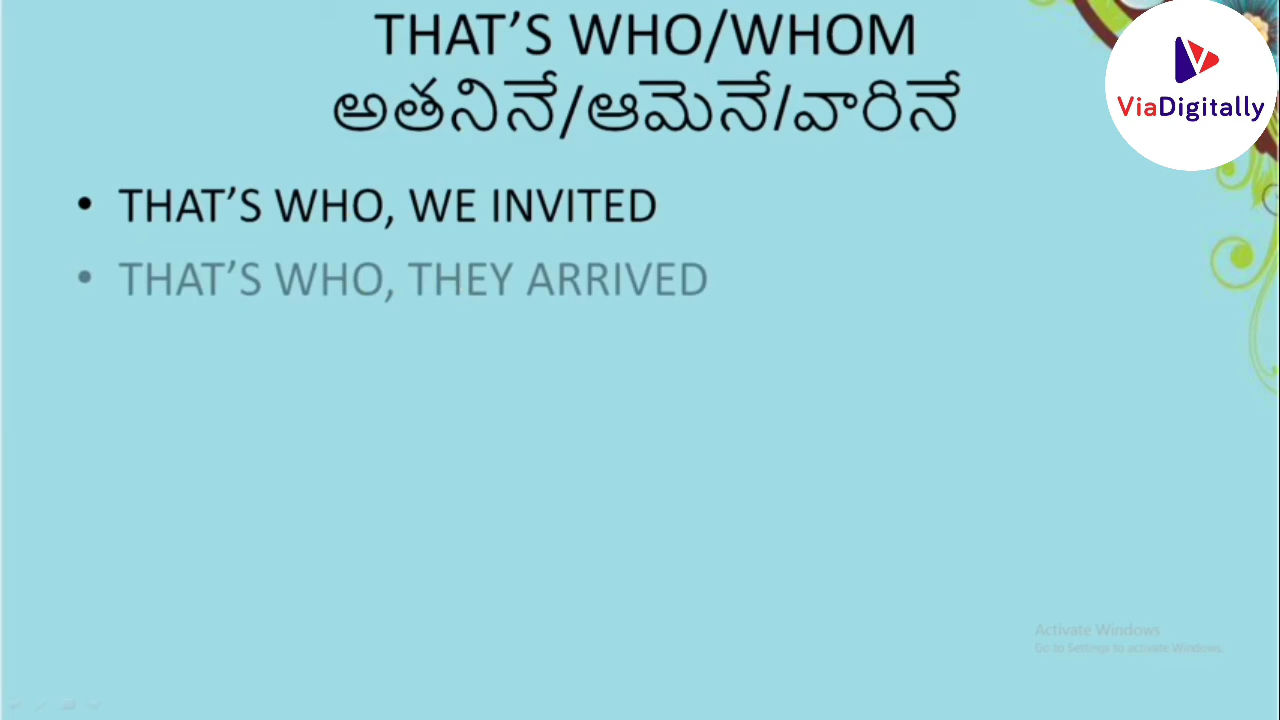 THAT’S WHO/WHOM
అతనినే/ఆమెనే/వారినే
ViaDigitally
• THAT’S WHO, WE INVITED
• THAT’S WHO, THEY ARRIVED
Activate Windows
Go to Settings to activate Windows.